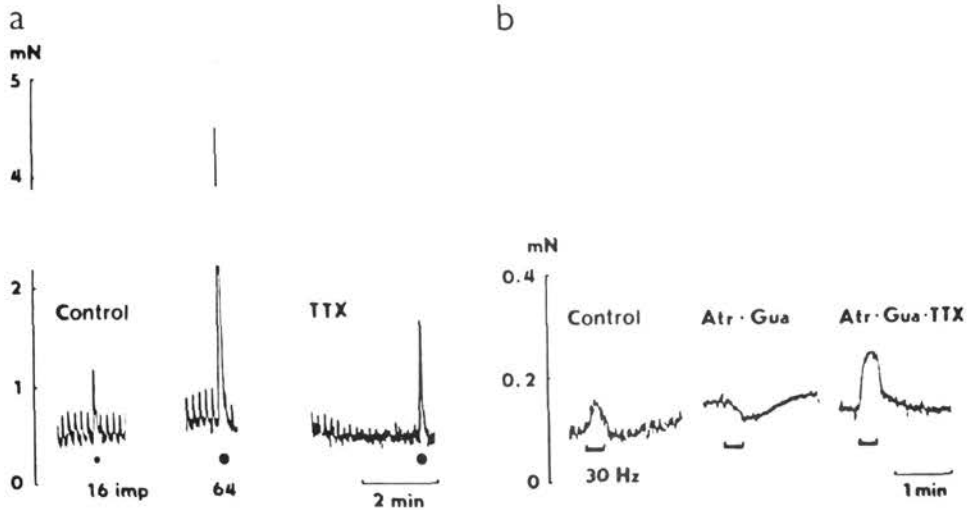 a
mN
5
4
2
1
0
Control
TTX
16 imp
64
2 min
b
mN
0.4
0.2
0
Control
Atr · Gua
Atr · Gua · TTX
30 Hz
1 min